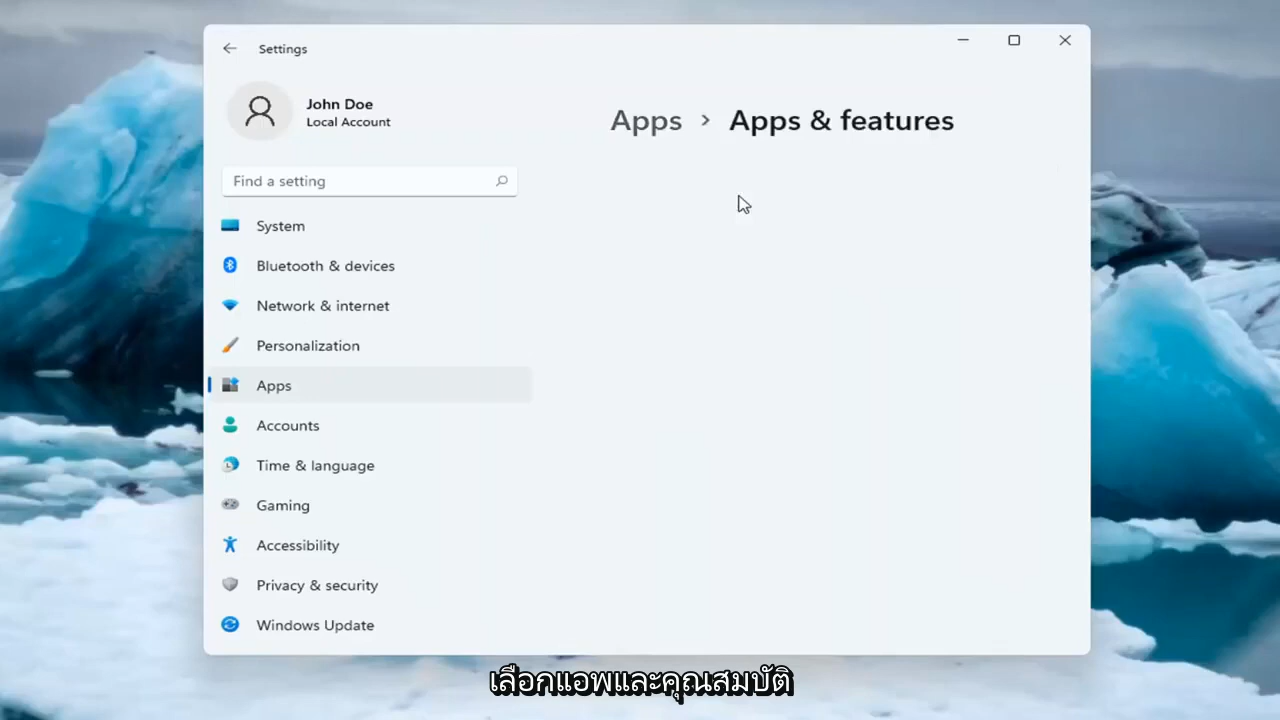 Settings
John Doe
Local Account
Find a setting
System
Bluetooth & devices
Network & internet
Personalization
Apps
Accounts
Time & language
Gaming
Accessibility
Privacy & security
Windows Update
Apps › Apps & features
เลือกแอพและคุณสมบัติ